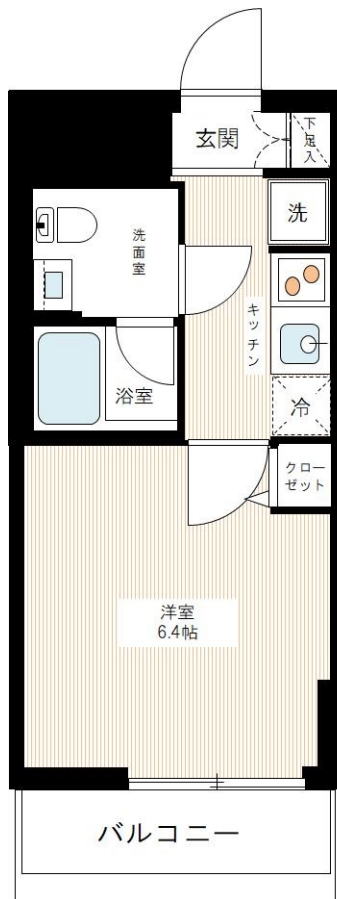 玄関
下足入
洗
洗面室
キッチン
浴室
冷
クロー
ゼット
洋室
6.4帖
バルコニー